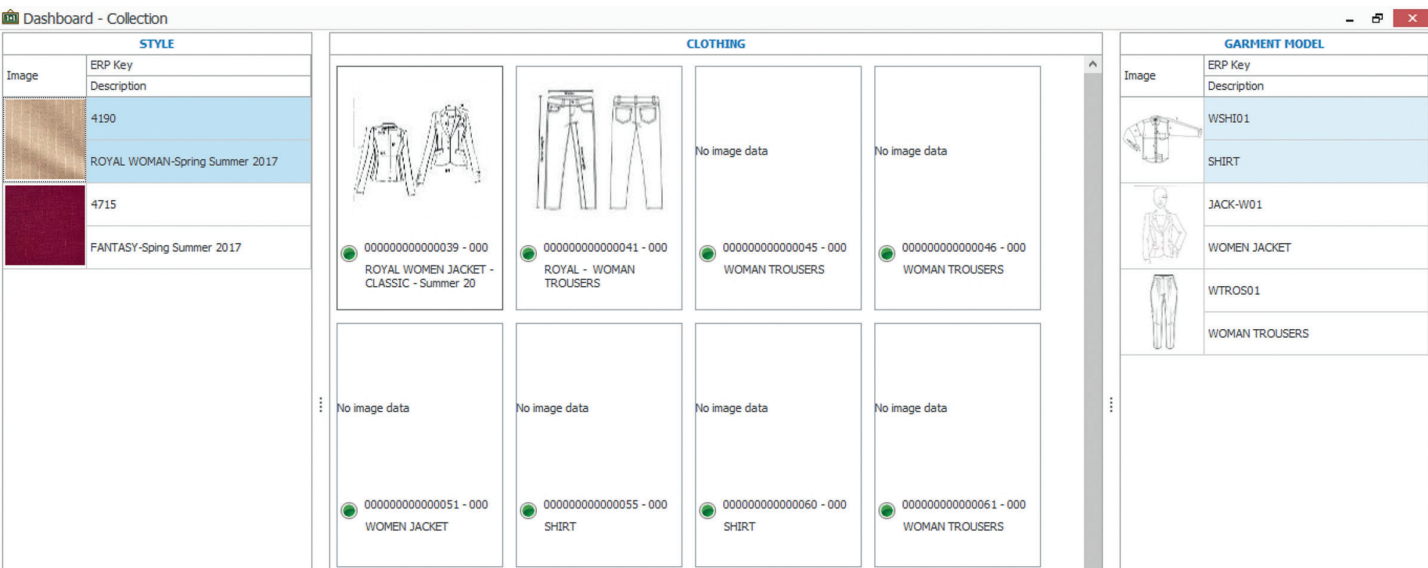 Dashboard - Collection
STYLE
Image
ERP Key
Description
4190
ROYAL WOMAN-Spring Summer 2017
4715
FANTASY-Sping Summer 2017
CLOTHING
000000000000039 - 000
ROYAL WOMEN JACKET -
CLASSIC - Summer 20
000000000000041 - 000
ROYAL - WOMAN
TROUSERS
No image data
000000000000045 - 000
WOMAN TROUSERS
No image data
000000000000046 - 000
WOMAN TROUSERS
No image data
000000000000051 - 000
WOMEN JACKET
No image data
000000000000055 - 000
SHIRT
No image data
000000000000060 - 000
SHIRT
No image data
000000000000061 - 000
WOMAN TROUSERS
GARMENT MODEL
Image
ERP Key
Description
WSHI01
SHIRT
JACK-W01
WOMEN JACKET
WTROS01
WOMAN TROUSERS